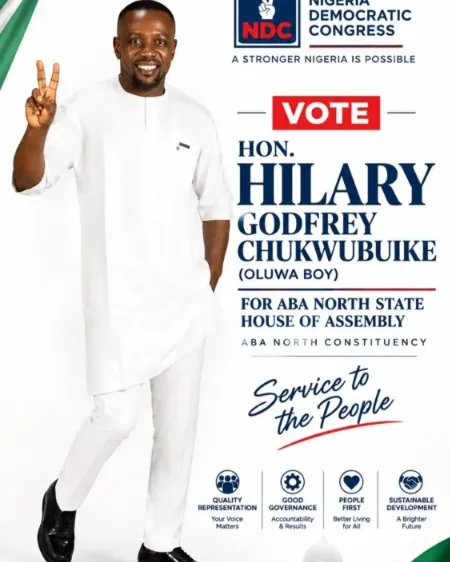 NIGERIA
DEMOCRATIC
CONGRESS
NDC
A STRONGER NIGERIA IS POSSIBLE
VOTE
HON.
HILARY
GODFREY
CHUKWUBUIKE
(OLUWA BOY)
FOR ABA NORTH STATE
HOUSE OF ASSEMBLY
ABA NORTH CONSTITUENCY
Service to
the People
QUALITY
REPRESENTATION
Your Voice
Matters
GOOD
GOVERNANCE
Accountability
& Results
PEOPLE
FIRST
Better Living
for All
SUSTAINABLE
DEVELOPMENT
A Brighter
Future